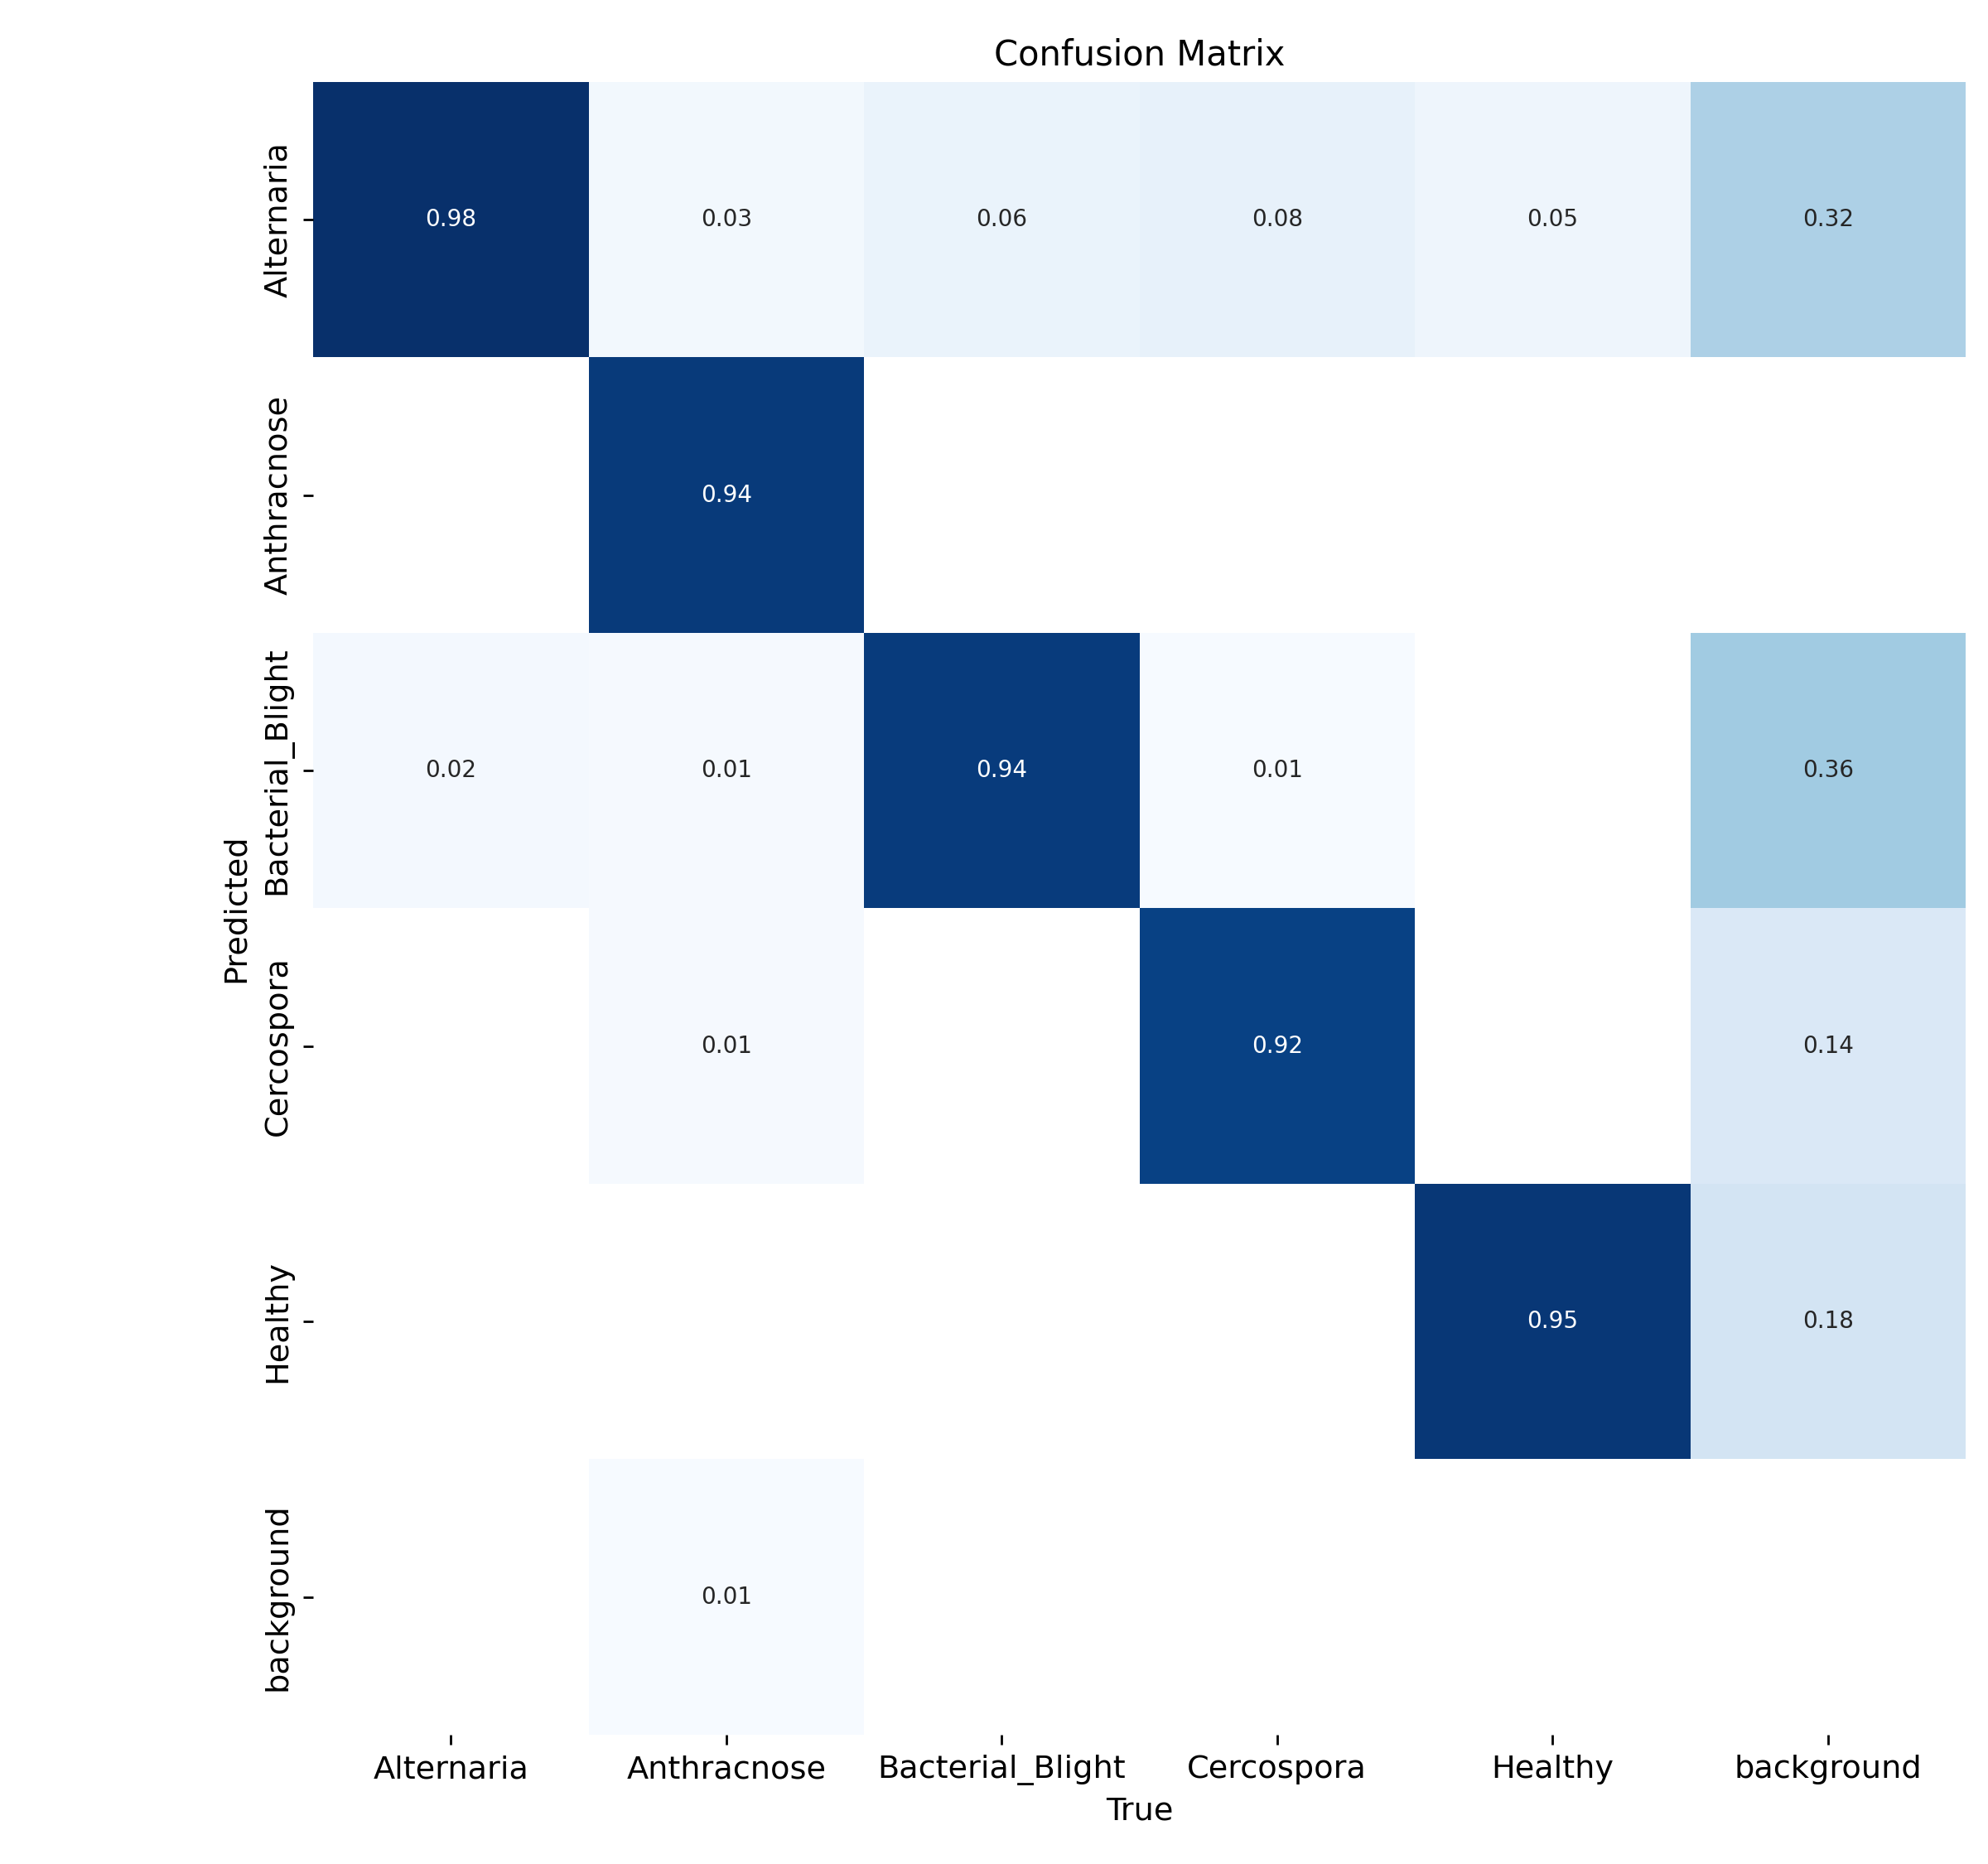 Confusion Matrix
Predicted
Alternaria
0.98
0.03
0.06
0.08
0.05
0.32
Anthracnose
0.94
Bacterial_Blight
0.02
0.01
0.94
0.01
0.36
Cercospora
0.01
0.92
0.14
Healthy
0.95
0.18
background
0.01
Alternaria
Anthracnose
Bacterial_Blight
Cercospora
Healthy
background
True